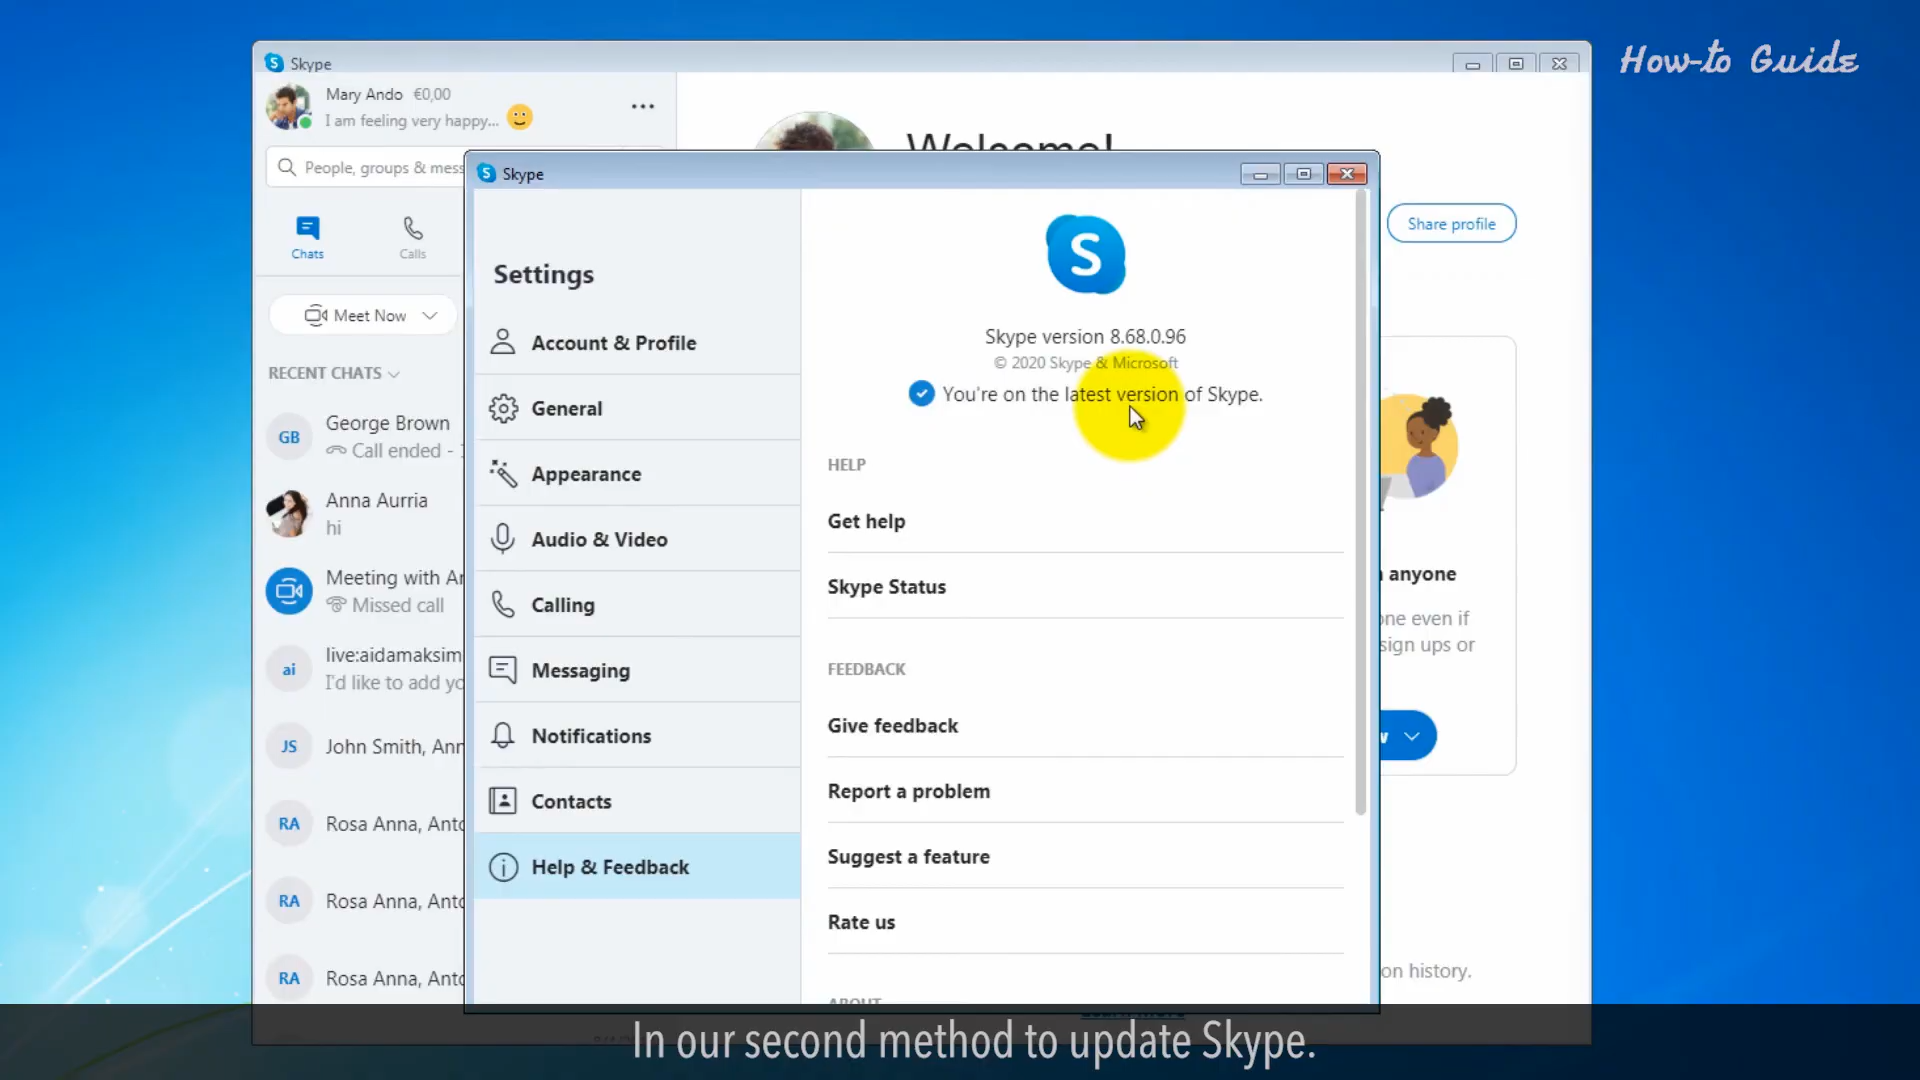 How-to Guide
Skype
Mary Ando €0,00
I am feeling very happy...
People, groups & mess
Chats
Calls
Meet Now
RECENT CHATS
GB
George Brown
Call ended -
Anna Aurria
hi
Meeting with Ar
Missed call
ai
live:aidamaksim
I'd like to add yo
JS
John Smith, Ann
RA
Rosa Anna, Anto
RA
Rosa Anna, Anto
RA
Rosa Anna, Anto
Welcome!
Share profile
anyone
one even if
sign ups or
on history.
S Skype
Settings
Account & Profile
General
Appearance
Audio & Video
Calling
Messaging
Notifications
Contacts
Help & Feedback
S
Skype version 8.68.0.96
© 2020 Skype & Microsoft
You're on the latest version of Skype.
HELP
Get help
Skype Status
FEEDBACK
Give feedback
Report a problem
Suggest a feature
Rate us
ABOUT
In our second method to update Skype.